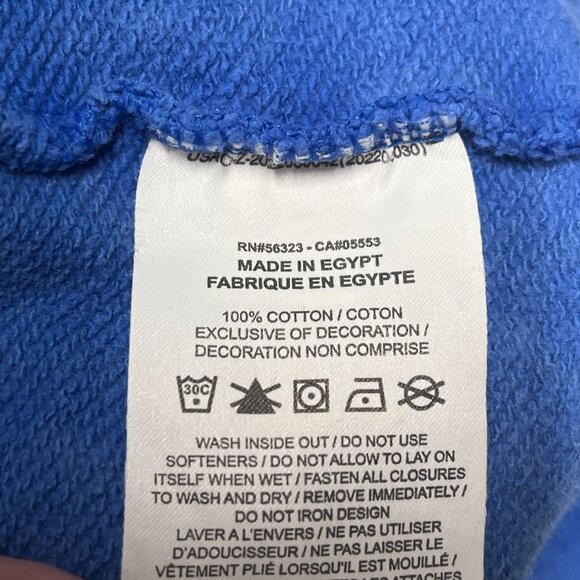 RN#56323 - CA#05553
MADE IN EGYPT
FABRIQUE EN EGYPTE
100% COTTON / COTON
EXCLUSIVE OF DECORATION /
DECORATION NON COMPRISE
30C
WASH INSIDE OUT / DO NOT USE
SOFTENERS / DO NOT ALLOW TO LAY ON
ITSELF WHEN WET / FASTEN ALL CLOSURES
TO WASH AND DRY / REMOVE IMMEDIATELY /
DO NOT IRON DESIGN
LAVER A L'ENVERS / NE PAS UTILISER
D'ADOUCISSEUR / NE PAS LAISSER LE
VÊTEMENT PLIÉ LORSQU'IL EST MOUILLÉ /